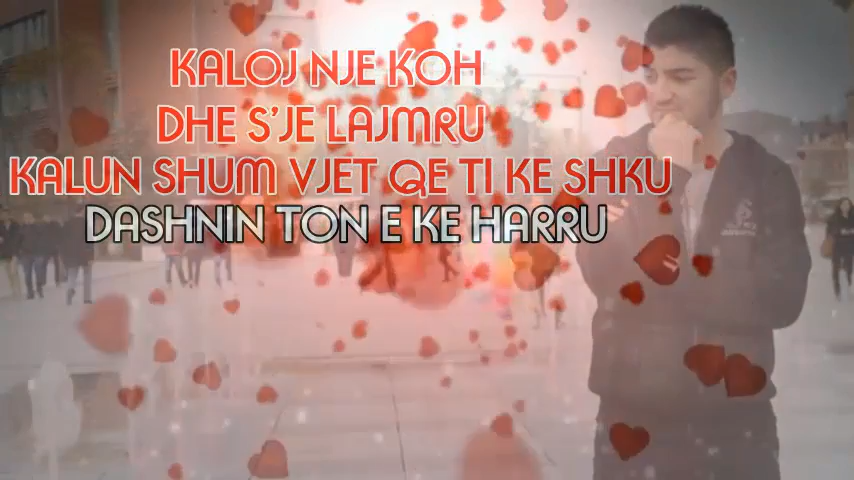 KALOJ NJE KOH
DHE S'JE LAJMRU
KALUN SHUM VJET QE TI KE SHKU
DASHNIN TON E KE HARRU